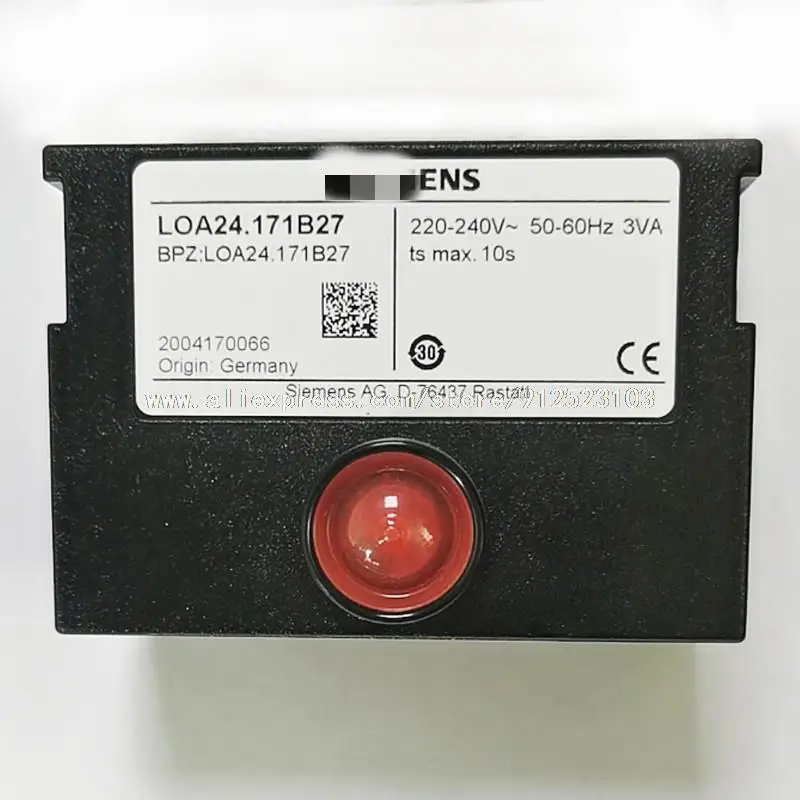 ENS
LOA24.171B27
BPZ:LOA24.171B27
2004170066
Origin: Germany
220-240V~ 50-60Hz 3VA
ts max. 10s
30
CE
Siemens AG D-76437 Rastatt
www.aliexpress.com/store/912523103